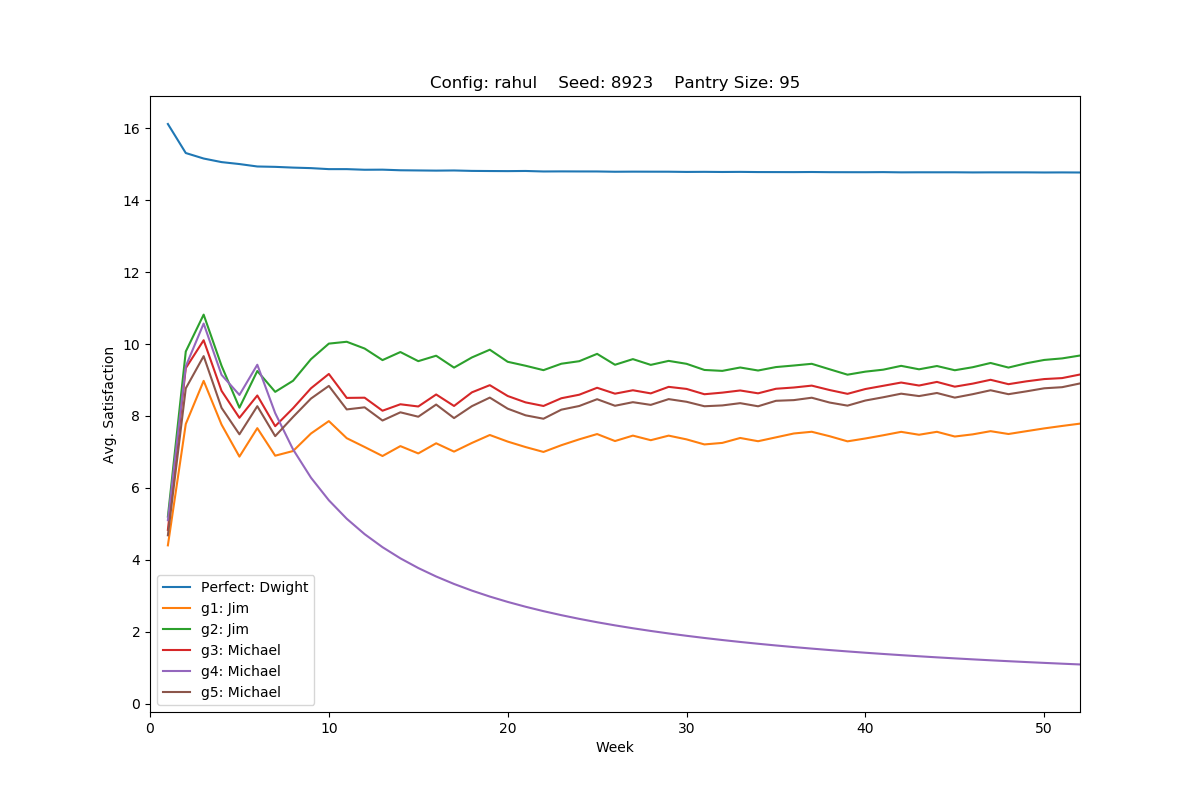 Config: rahul    Seed: 8923    Pantry Size: 95
16
14
12
10
8
6
4
2
0
Avg. Satisfaction
Perfect: Dwight
g1: Jim
g2: Jim
g3: Michael
g4: Michael
g5: Michael
0 10 20 30 40 50
Week